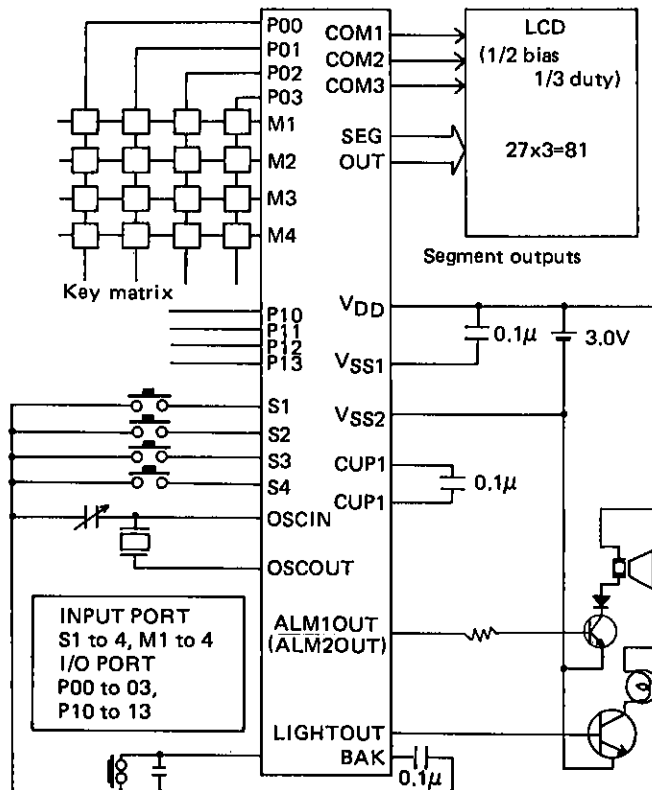 P00
P01
P02
P03
M1
M2
M3
M4
Key matrix
P10
P11
P12
P13
S1
S2
S3
S4
OSCIN
OSCOUT
INPUT PORT
S1 to 4, M1 to 4
I/O PORT
P00 to 03,
P10 to 13
COM1
COM2
COM3
SEG
OUT
LCD
(1/2 bias
1/3 duty)
27x3=81
Segment outputs
VDD
VSS1
0.1μ
3.0V
VSS2
CUP1
CUP1
0.1μ
ALM1OUT
(ALM2OUT)
LIGHTOUT
BAK
0.1μ